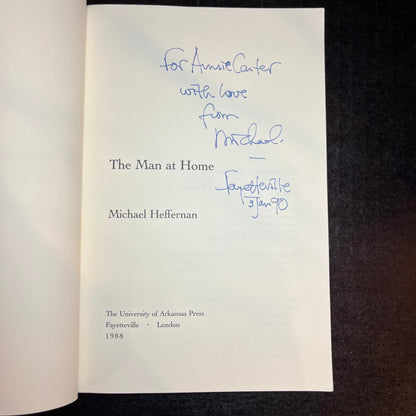 For Annie Carter
with love
from
Michael.
The Man at Home
Fayetteville
3 Jan 90
Michael Heffernan
The University of Arkansas Press
Fayetteville · London
1988